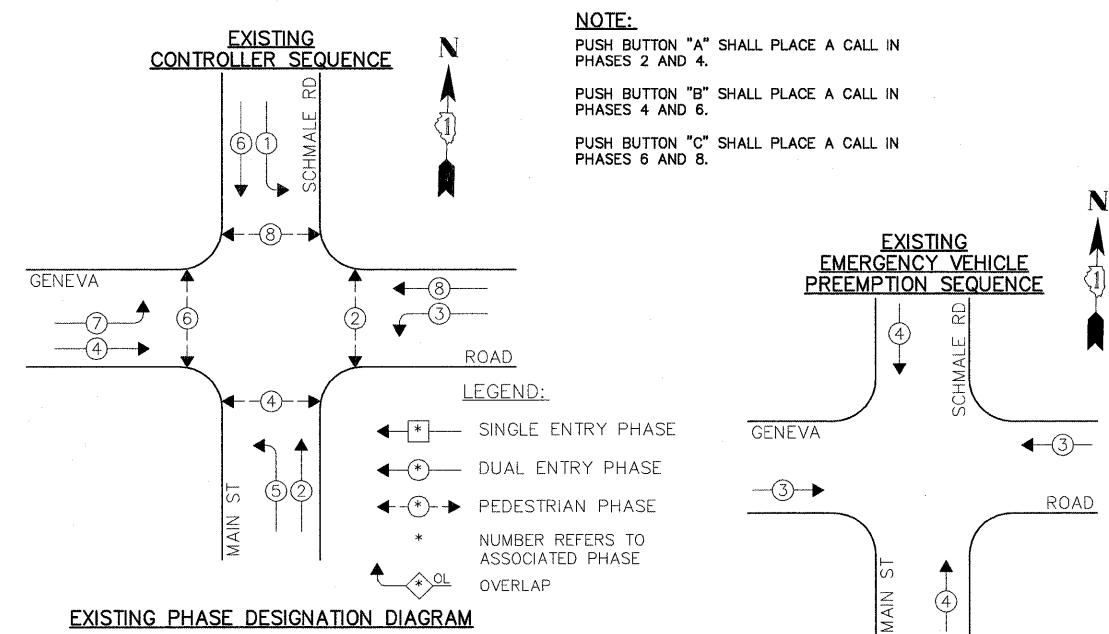 EXISTING
CONTROLLER SEQUENCE
N
1
SCHMALE RD
6
1
8
GENEVA
7
4
6
2
8
3
ROAD
4
5
2
MAIN ST
LEGEND:
* SINGLE ENTRY PHASE
* DUAL ENTRY PHASE
* PEDESTRIAN PHASE
* NUMBER REFERS TO
ASSOCIATED PHASE
* OL OVERLAP
EXISTING PHASE DESIGNATION DIAGRAM
NOTE:
PUSH BUTTON "A" SHALL PLACE A CALL IN
PHASES 2 AND 4.
PUSH BUTTON "B" SHALL PLACE A CALL IN
PHASES 4 AND 6.
PUSH BUTTON "C" SHALL PLACE A CALL IN
PHASES 6 AND 8.
N
1
EXISTING
EMERGENCY VEHICLE
PREEMPTION SEQUENCE
4
SCHMALE RD
GENEVA
3
3
ROAD
MAIN ST
4